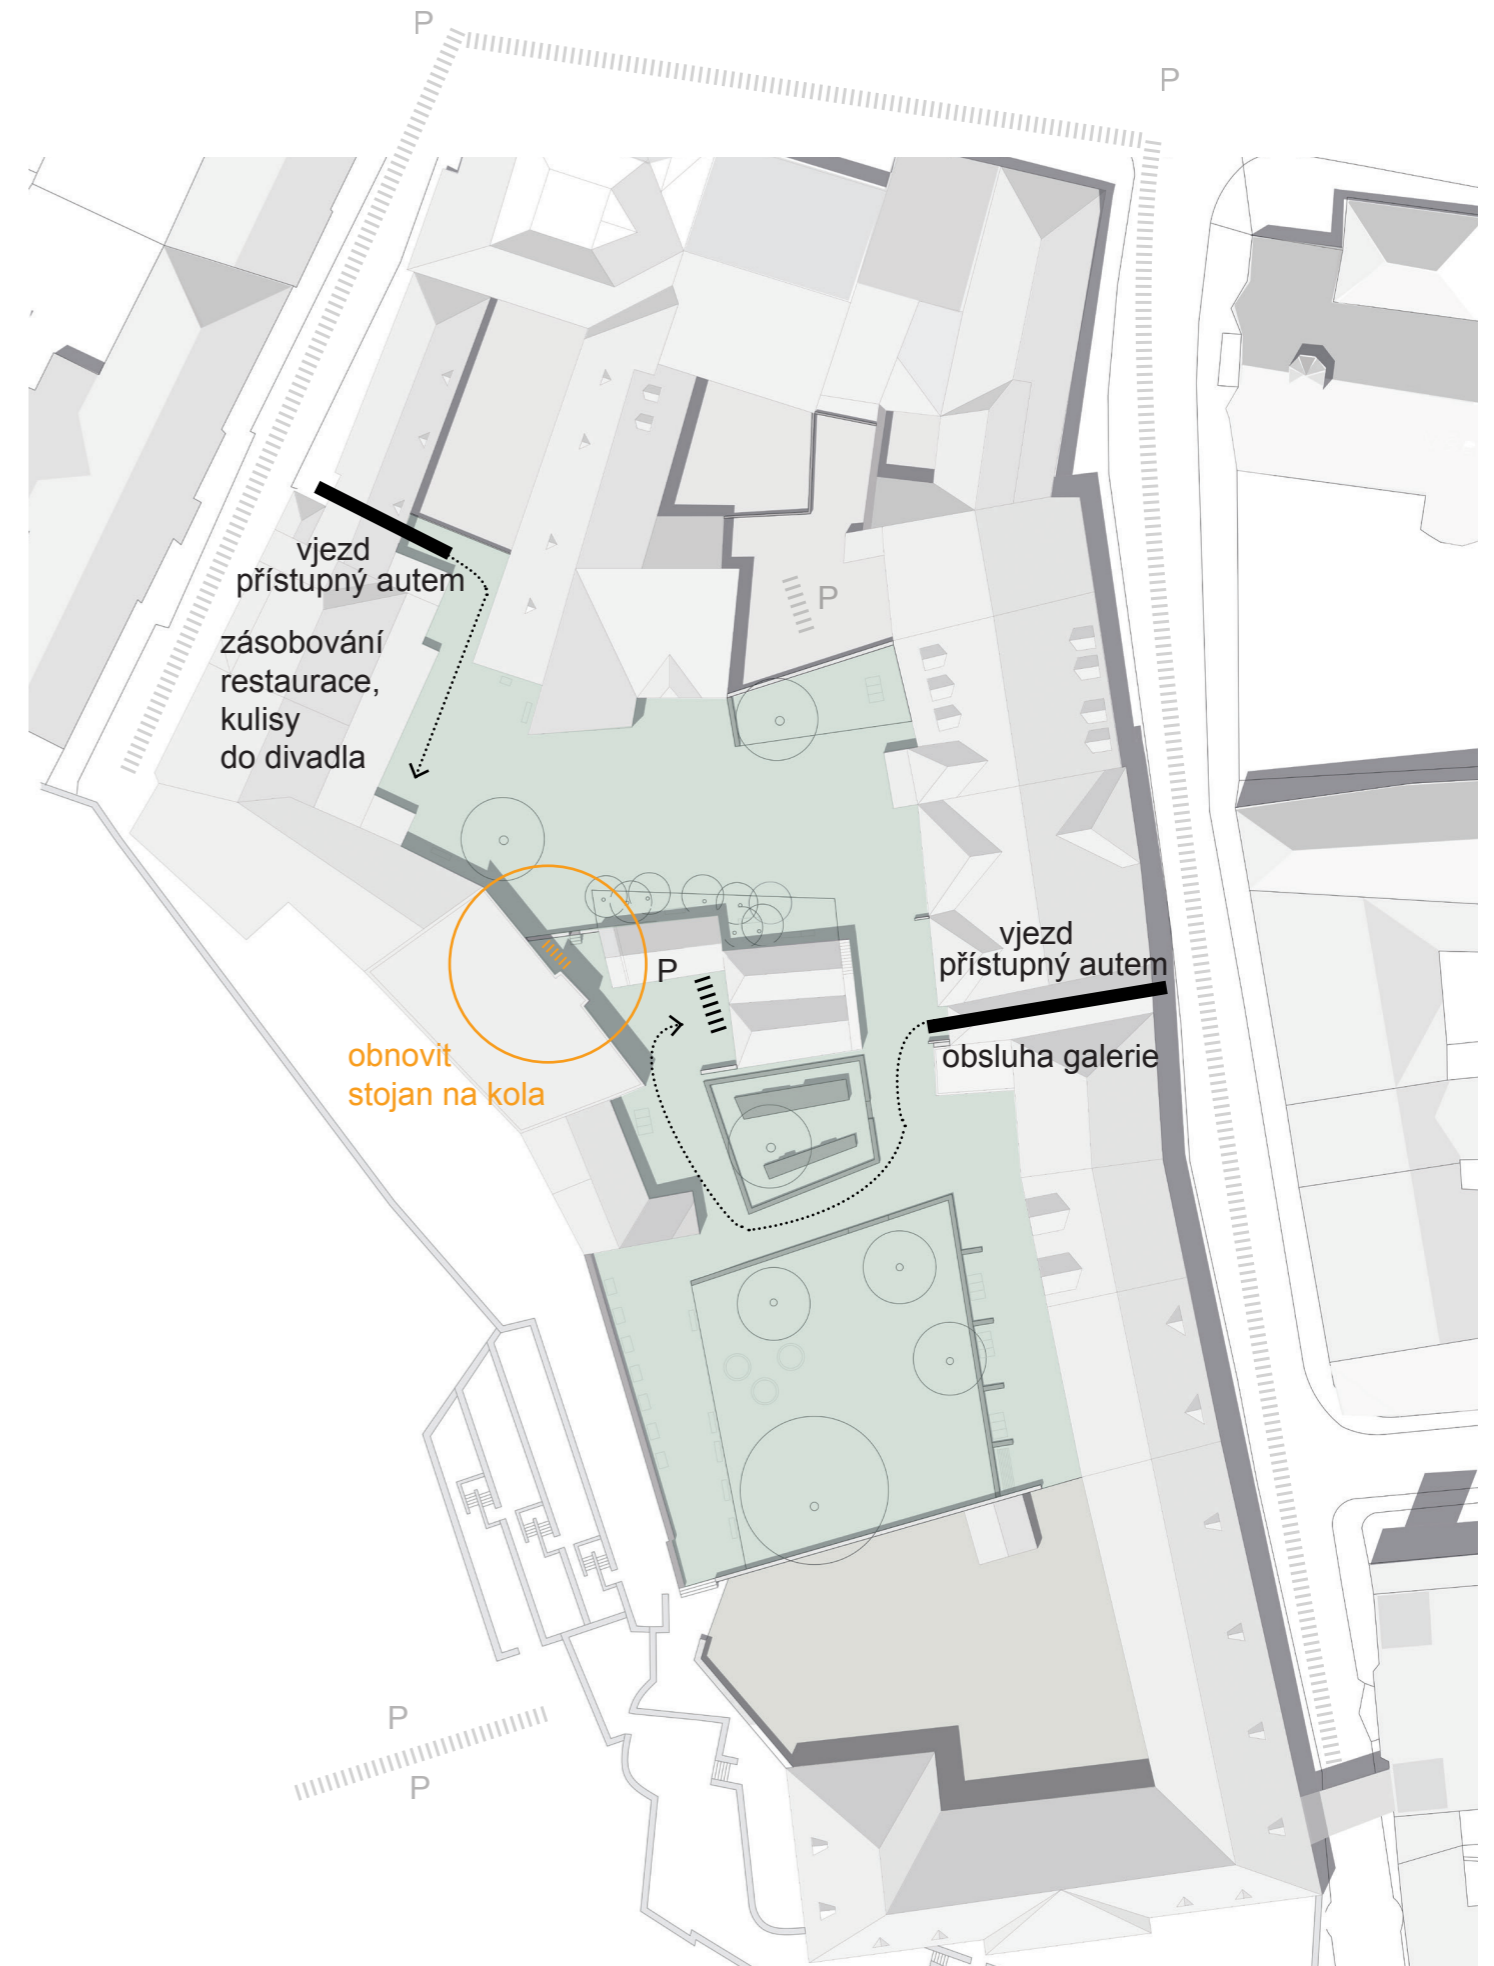 P
P
vjezd
přístupný autem
P
zásobování
restaurace,
kulisy
do divadla
vjezd
přístupný autem
P
obnovit
stojan na kola
obsluha galerie
P
P